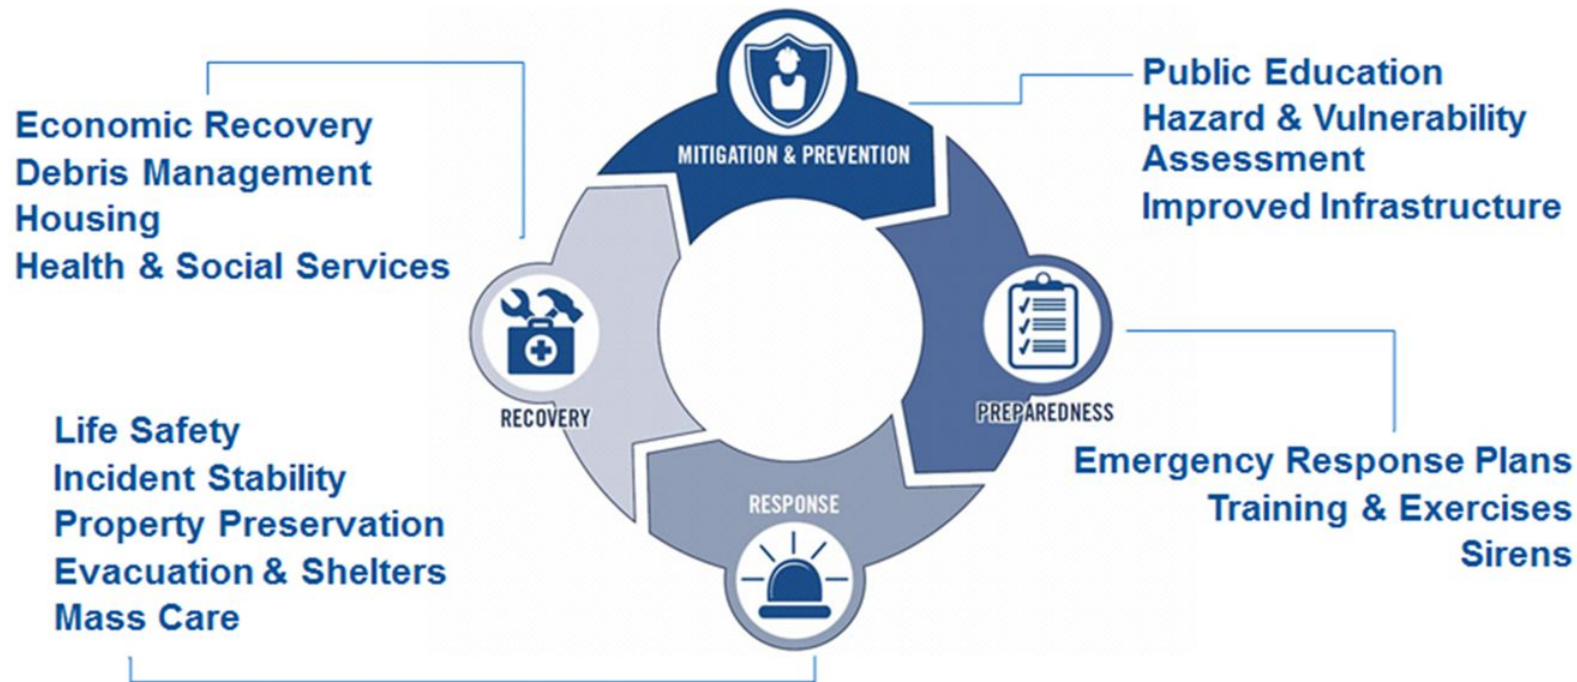 Economic Recovery
Debris Management
Housing
Health & Social Services
MITIGATION & PREVENTION
Public Education
Hazard & Vulnerability
Assessment
Improved Infrastructure
RECOVERY
PREPAREDNESS
Life Safety
Incident Stability
Property Preservation
Evacuation & Shelters
Mass Care
RESPONSE
Emergency Response Plans
Training & Exercises
Sirens